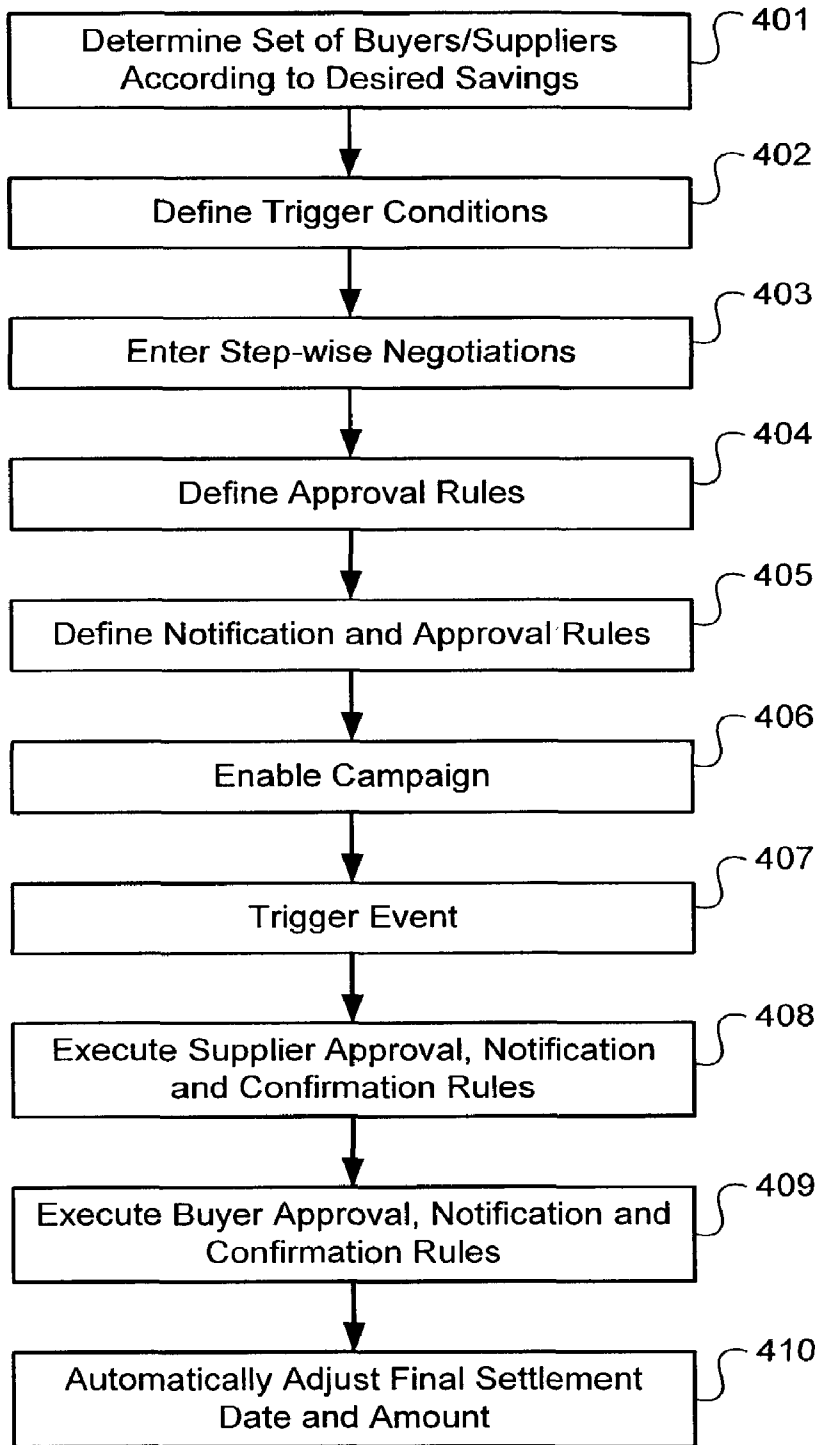 401
Determine Set of Buyers/Suppliers
According to Desired Savings
402
Define Trigger Conditions
403
Enter Step-wise Negotiations
404
Define Approval Rules
405
Define Notification and Approval Rules
406
Enable Campaign
407
Trigger Event
408
Execute Supplier Approval, Notification
and Confirmation Rules
409
Execute Buyer Approval, Notification and
Confirmation Rules
410
Automatically Adjust Final Settlement
Date and Amount